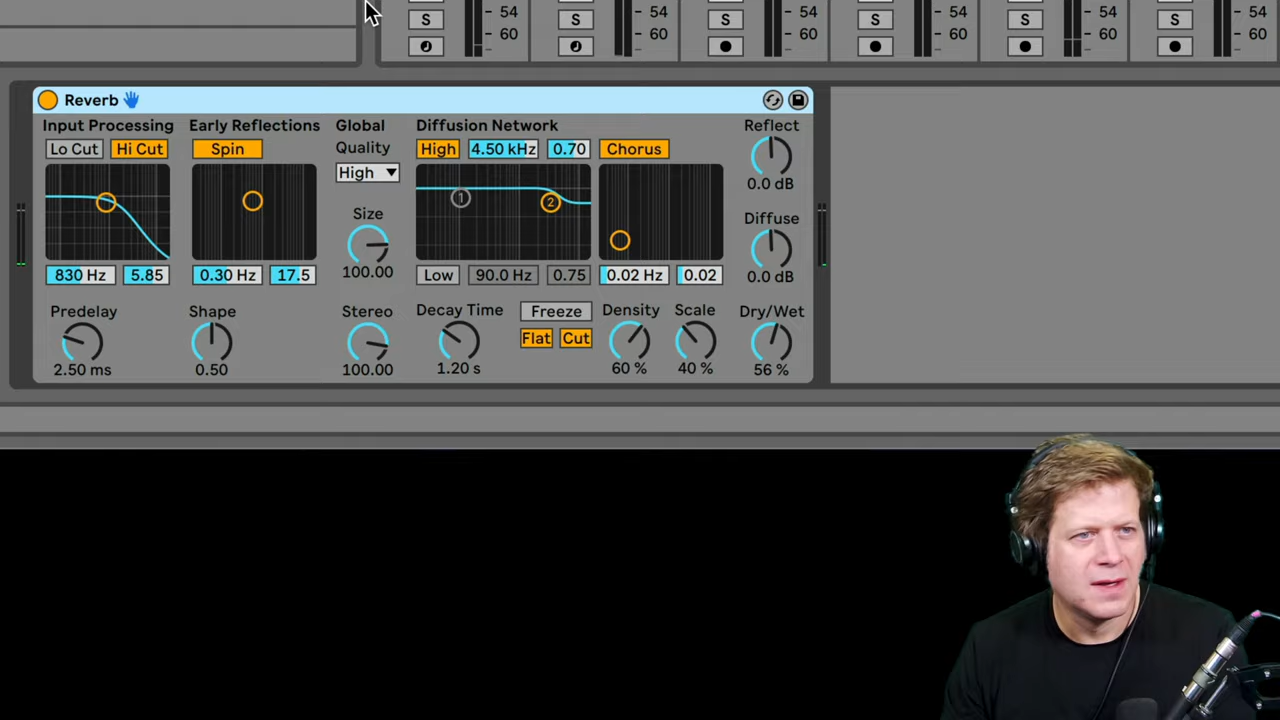 54 54 54 54 54 54
S S S S S S
60 60 60 60 60 60
Reverb
Input Processing Early Reflections Global Diffusion Network Reflect
Lo Cut Hi Cut Spin Quality High 4.50 kHz 0.70 Chorus
High
0.0 dB
1 2
Size Diffuse
830 Hz 5.85 0.30 Hz 17.5 100.00 Low 90.0 Hz 0.75 0.02 Hz 0.02 0.0 dB
Predelay Shape Stereo Decay Time Freeze Density Scale Dry/Wet
Flat Cut
2.50 ms 0.50 100.00 1.20 s 60 % 40 % 56 %